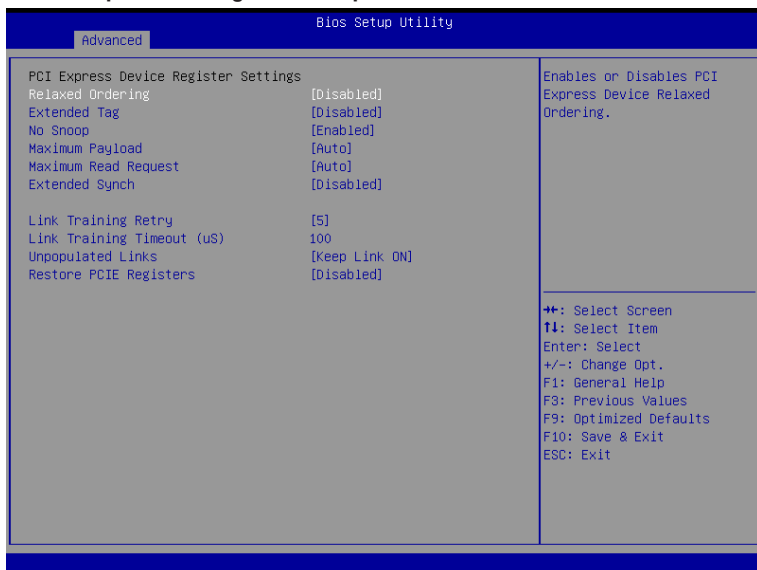 Bios Setup Utility
Advanced
PCI Express Device Register Settings
Relaxed Ordering [Disabled]
Extended Tag [Disabled]
No Snoop [Enabled]
Maximum Payload [Auto]
Maximum Read Request [Auto]
Extended Synch [Disabled]
Link Training Retry [5]
Link Training Timeout (uS) 100
Unpopulated Links [Keep Link ON]
Restore PCIE Registers [Disabled]
Enables or Disables PCI
Express Device Relaxed
Ordering.
→←: Select Screen
↑↓: Select Item
Enter: Select
+/-: Change Opt.
F1: General Help
F3: Previous Values
F9: Optimized Defaults
F10: Save & Exit
ESC: Exit